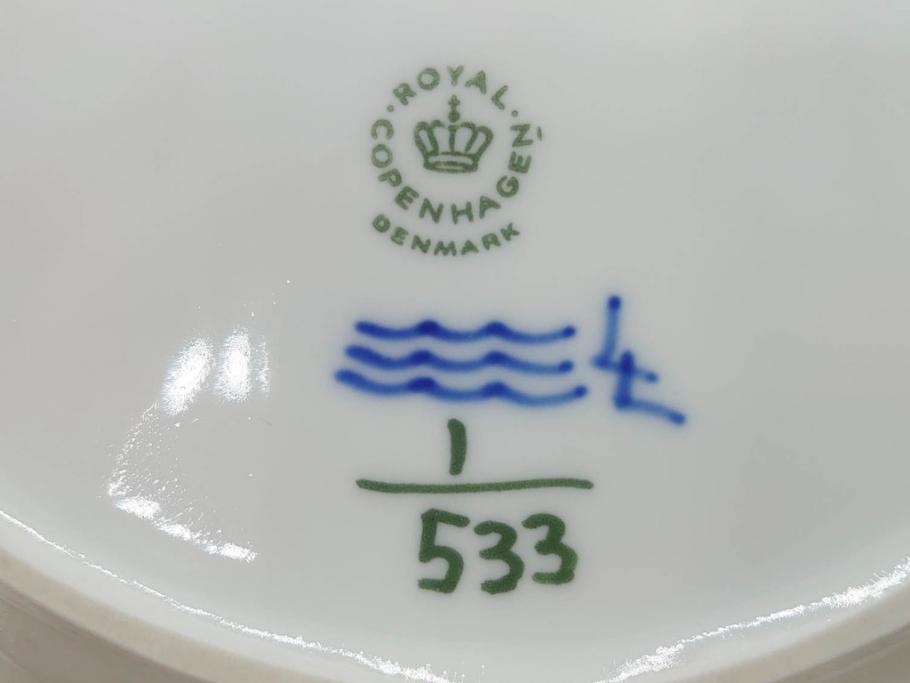 ROYAL
COPENHAGEN
DENMARK
1
533